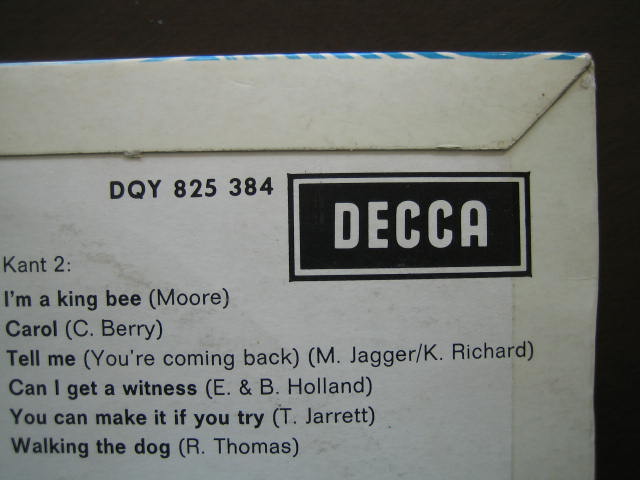 DQY 825 384
DECCA
Kant 2:
I'm a king bee (Moore)
Carol (C. Berry)
Tell me (You're coming back) (M. Jagger/K. Richard)
Can I get a witness (E. & B. Holland)
You can make it if you try (T. Jarrett)
Walking the dog (R. Thomas)